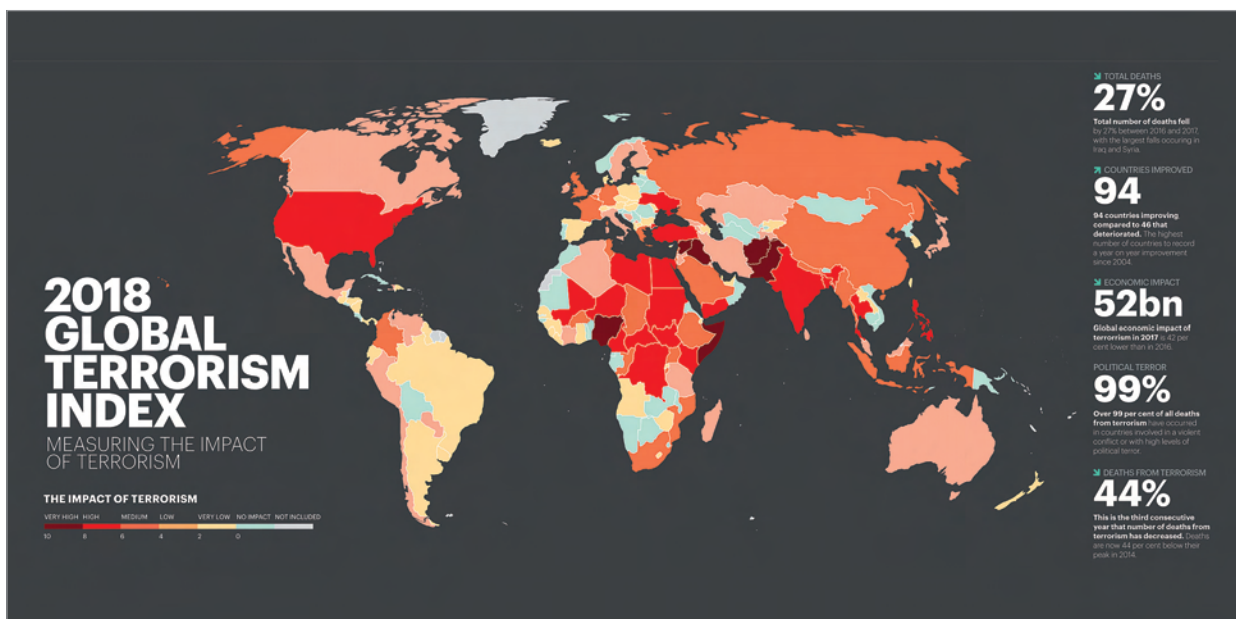 2018
GLOBAL
TERRORISM
INDEX
MEASURING THE IMPACT
OF TERRORISM
THE IMPACT OF TERRORISM
VERY HIGH HIGH MEDIUM LOW VERY LOW NO IMPACT NOT INCLUDED
10 8 6 4 2 0
TOTAL DEATHS
27%
Total number of deaths fell
by 27% between 2016 and 2017,
with the largest falls occuring in
Iraq and Syria.
COUNTRIES IMPROVED
94
94 countries improving,
compared to 46 that
deteriorated. The highest
number of countries to record
a year on year improvement
since 2004.
ECONOMIC IMPACT
52bn
Global economic impact of
terrorrism in 2017 is 42 per
cent lower than in 2016.
POLITICAL TERROR
99%
Over 99 per cent of all deaths
from terrorism have occurred
in countries involved in a violent
conflict or with high levels of
political terror.
DEATHS FROM TERRORISM
44%
This is the third consecutive
year that number of deaths from
terrorism has decreased. Deaths
are now 44 per cent below their
peak in 2014.